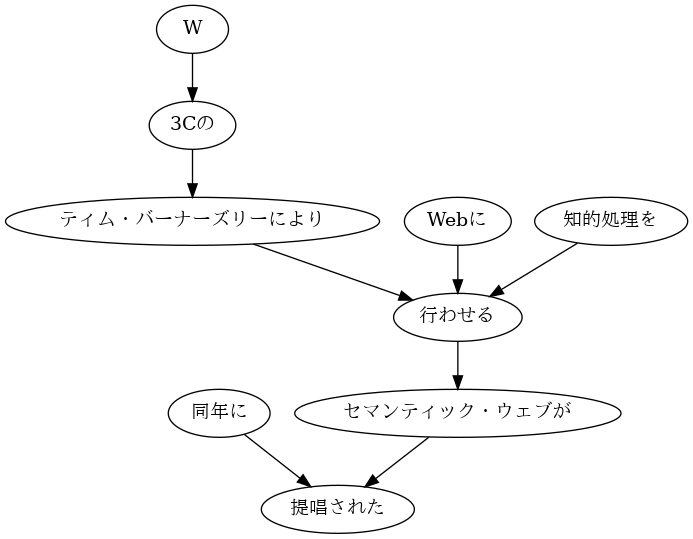 W
3Cの
ティム・バーナーズリーにより
Webに
知的処理を
行わせる
同年に
セマンティック・ウェブが
提唱された